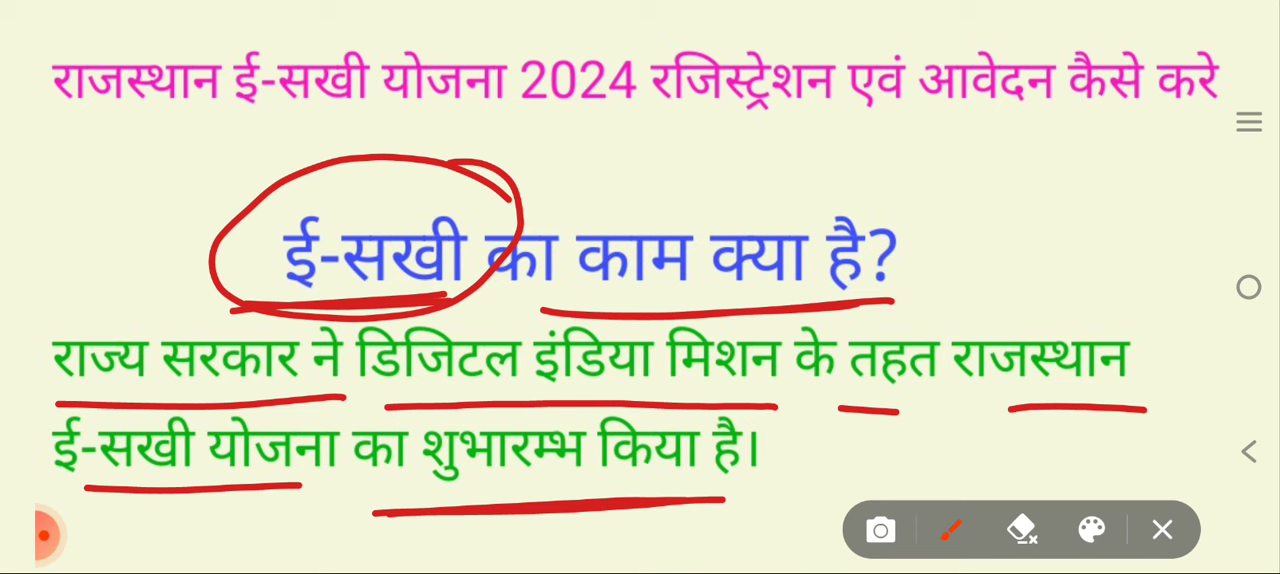 राजस्थान ई-सखी योजना 2024 रजिस्ट्रेशन एवं आवेदन कैसे करे
ई-सखी का काम क्या है?
राज्य सरकार ने डिजिटल इंडिया मिशन के तहत राजस्थान
ई-सखी योजना का शुभारम्भ किया है।